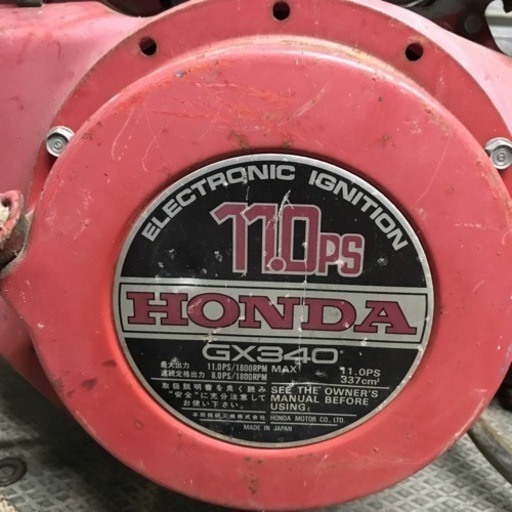 ELECTRONIC IGNITION
11.0PS
HONDA
GX340
最大出力 11.0PS/1800RPM MAX 11.0PS
連続定格出力 8.0PS/1800RPM 337cm³
取扱説明書を良く読み
"安全"に充分注意して
お使い下さい。
SEE THE OWNER'S
MANUAL BEFORE
USING.
本田技研工業株式会社 HONDA MOTOR CO., LTD.
MADE IN JAPAN